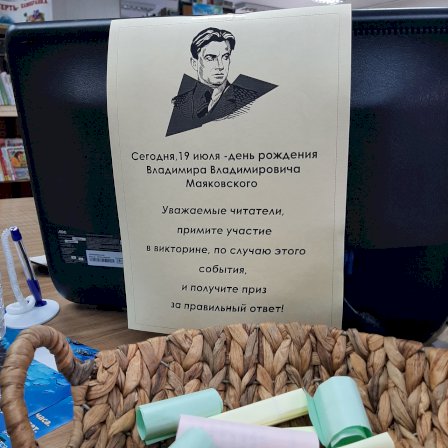 Сегодня,19 июля -день рождения
Владимира Владимировича
Маяковского
Уважаемые читатели,
примите участие
в викторине, по случаю этого
события,
и получите приз
за правильный ответ!